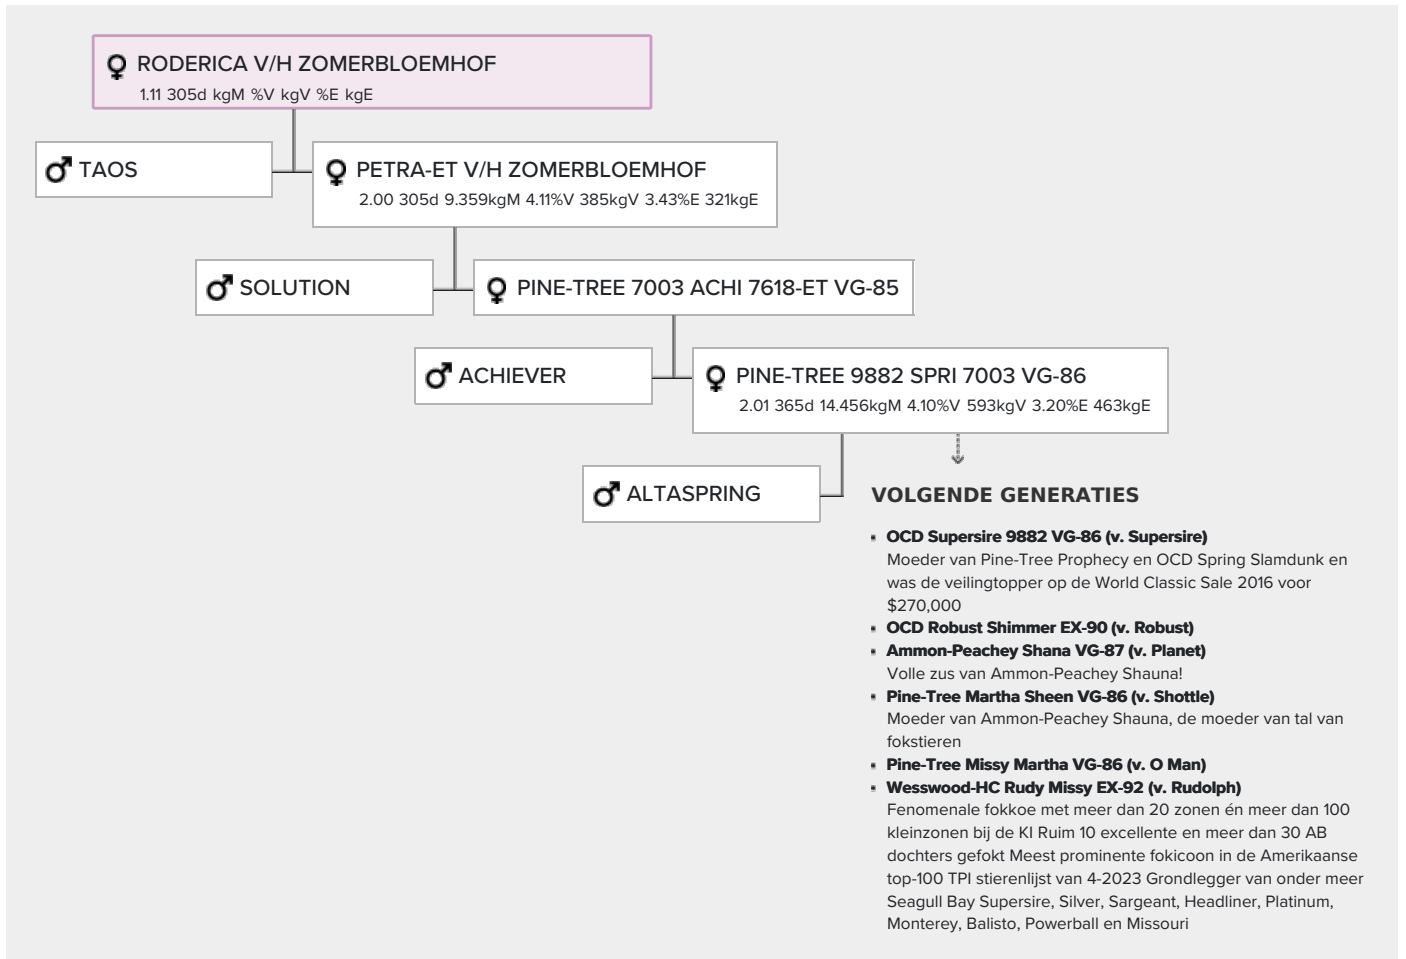 RODERICA V/H ZOMERBLOEMHOF
1.11 305d kgM %V kgV %E kgE
TAOS
PETRA-ET V/H ZOMERBLOEMHOF
2.00 305d 9.359kgM 4.11%V 385kgV 3.43%E 321kgE
SOLUTION
PINE-TREE 7003 ACHI 7618-ET VG-85
ACHIEVER
PINE-TREE 9882 SPRI 7003 VG-86
2.01 365d 14.456kgM 4.10%V 593kgV 3.20%E 463kgE
ALTASPRING
VOLGENDE GENERATIES
OCD Supersire 9882 VG-86 (v. Supersire)
Moeder van Pine-Tree Prophecy en OCD Spring Slamdunk en
was de veilingtopper op de World Classic Sale 2016 voor
$270,000
OCD Robust Shimmer EX-90 (v. Robust)
Ammon-Peachey Shana VG-87 (v. Planet)
Volle zus van Ammon-Peachey Shauna!
Pine-Tree Martha Sheen VG-86 (v. Shottle)
Moeder van Ammon-Peachey Shauna, de moeder van tal van
fokstieren
Pine-Tree Missy Martha VG-86 (v. O Man)
Wesswood-HC Rudy Missy EX-92 (v. Rudolph)
Fenomenale fokkoe met meer dan 20 zonen én meer dan 100
kleinzonen bij de KI Ruim 10 excellente en meer dan 30 AB
dochters gefokt Meest prominente fokicoon in de Amerikaanse
top-100 TPI stierenlijst van 4-2023 Grondlegger van onder meer
Seagull Bay Supersire, Silver, Sargeant, Headliner, Platinum,
Monterey, Balisto, Powerball en Missouri